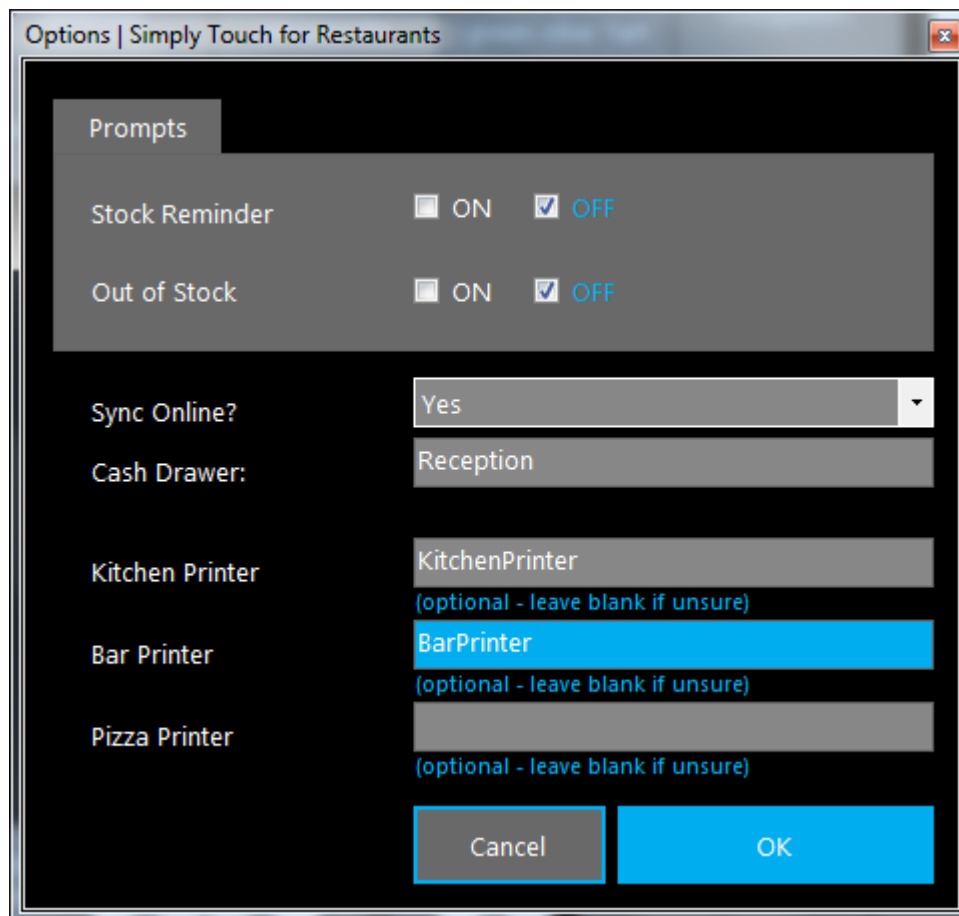 Options | Simply Touch for Restaurants
Prompts
Stock Reminder ON OFF
Out of Stock ON OFF
Sync Online? Yes
Cash Drawer: Reception
Kitchen Printer KitchenPrinter
(optional - leave blank if unsure)
Bar Printer BarPrinter
(optional - leave blank if unsure)
Pizza Printer
(optional - leave blank if unsure)
Cancel OK